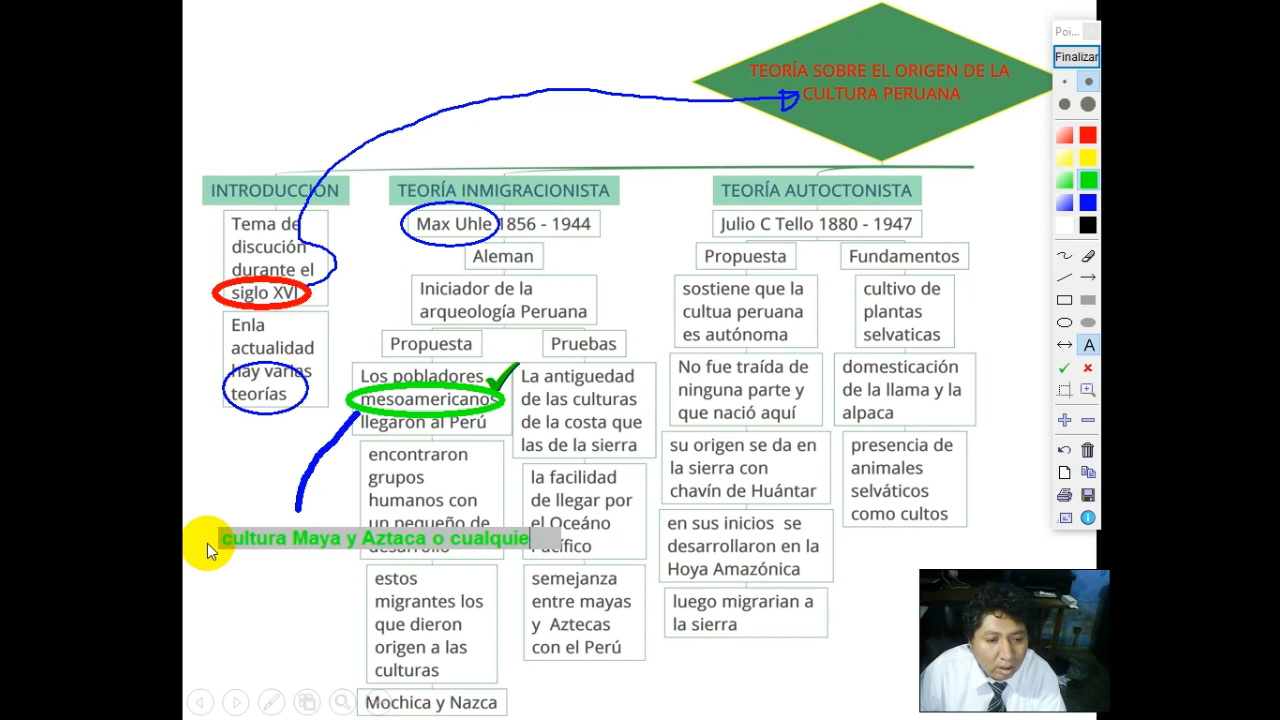 TEORÍA SOBRE EL ORIGEN DE LA
CULTURA PERUANA
INTRODUCCIÓN
Tema de
discución
durante el
siglo XVI
Enla
actualidad
hay varias
teorías
TEORÍA INMIGRACIONISTA
Max Uhle 1856 - 1944
Aleman
Iniciador de la
arqueología Peruana
Propuesta
Los pobladores
mesoamericanos
llegaron al Perú
encontraron
grupos
humanos con
un pequeño de
desarrollo
estos
migrantes los
que dieron
origen a las
culturas
Mochica y Nazca
Pruebas
La antiguedad
de las culturas
de la costa que
las de la sierra
la facilidad
de llegar por
el Oceáno
Pacífico
semejanza
entre mayas
y Aztecas
con el Perú
TEORÍA AUTOCTONISTA
Julio C Tello 1880 - 1947
Propuesta
sostiene que la
cultua peruana
es autónoma
No fue traída de
ninguna parte y
que nació aquí
su origen se da en
la sierra con
chavín de Huántar
en sus inicios se
desarrollaron en la
Hoya Amazónica
luego migrarian a
la sierra
Fundamentos
cultivo de
plantas
selvaticas
domesticación
de la llama y la
alpaca
presencia de
animales
selváticos
como cultos
cultura Maya y Aztaca o cualquie
Poi...
Finalizar
A